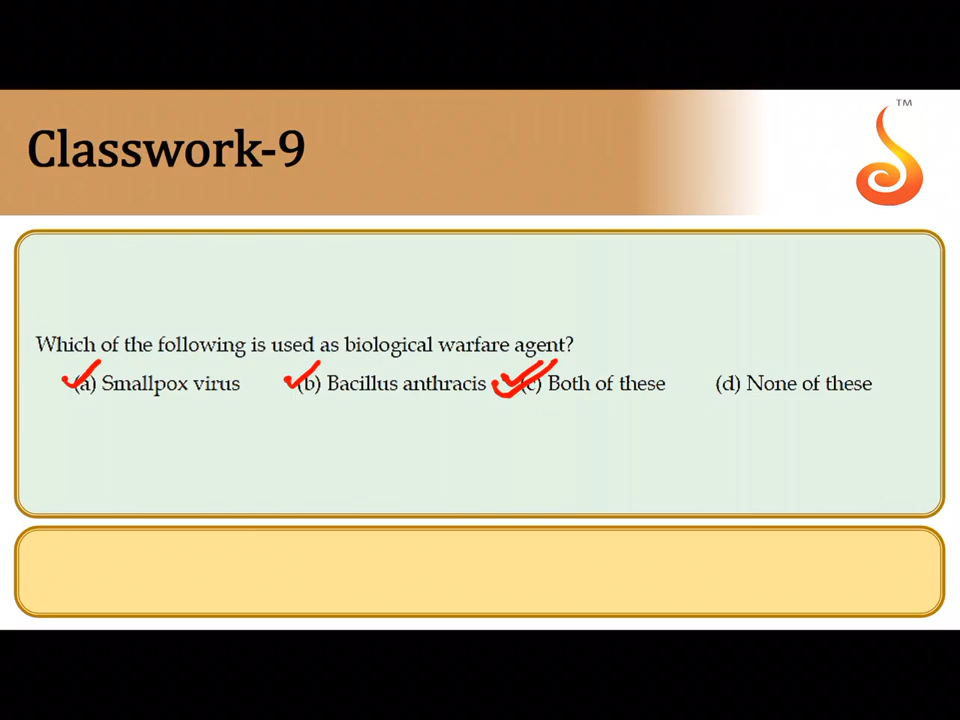 TM
Classwork-9
Which of the following is used as biological warfare agent?
(a) Smallpox virus (b) Bacillus anthracis (c) Both of these (d) None of these